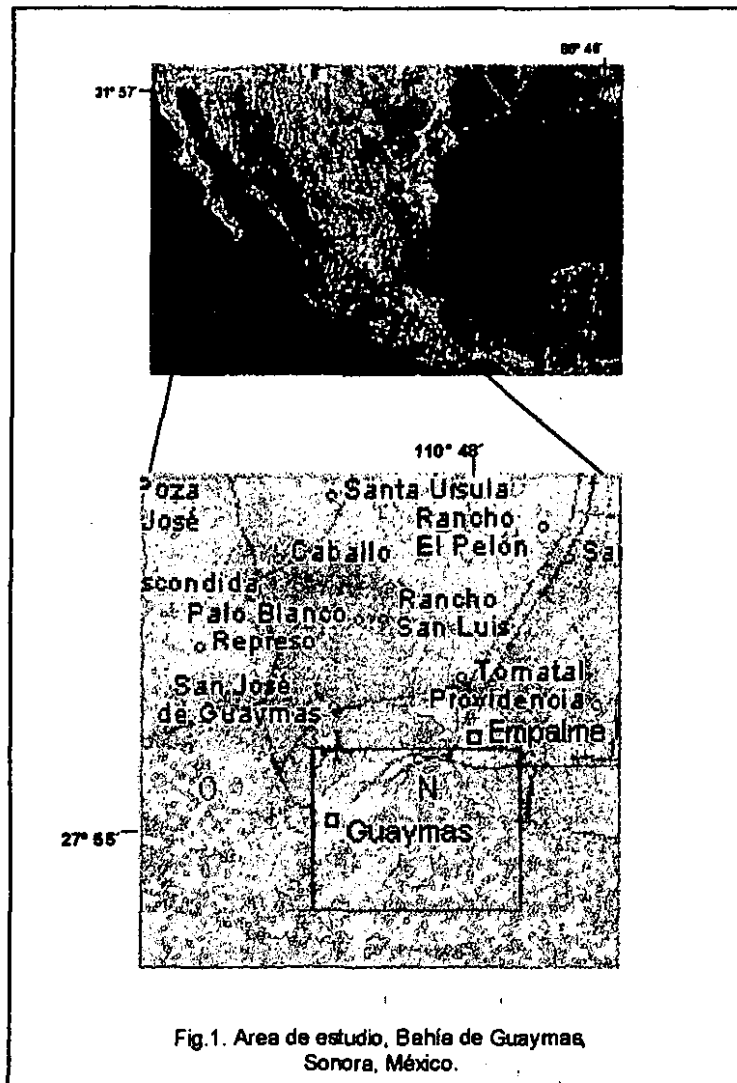 31° 57'
110° 48'
Poza
José
Santa Ursula
Rancho
El Pelón
Caballo
scondida
Palo Blanco
Represo
Rancho
San Luis
San José
de Guaymas
Tomatal
Providencia
Empalme
O
N
Guaymas
27° 55'
Fig.1. Area de estudio, Bahía de Guaymas,
Sonora, México.